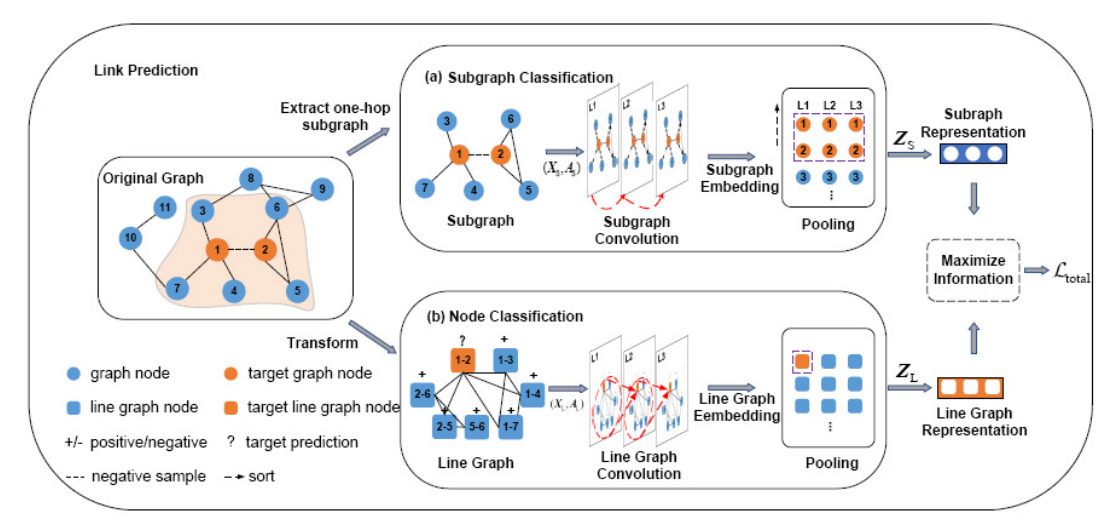 Link Prediction
Extract one-hop
subgraph
Original Graph
8
9
11
3
6
10
1
2
7
4
5
Transform
graph node
target graph node
line graph node
target line graph node
+/- positive/negative
? target prediction
--- negative sample
sort
(a) Subgraph Classification
3
6
1
2
7
4
5
Subgraph
(X_S, A_S)
L1
L2
L3
Subgraph
Convolution
Subgraph
Embedding
L1 L2 L3
1 1 1
2 2 2
3 3 3
⋮
Pooling
Z_S
Subraph
Representation
Maximize
Information
ℒ_total
(b) Node Classification
? +
1-2
1-3
+ +
2-6
1-4
+ + +
2-5
5-6
1-7
Line Graph
(X_L, A_L)
L1
L2
L3
Line Graph
Convolution
Line Graph
Eembedding
⋮
Pooling
Z_L
Line Graph
Representation